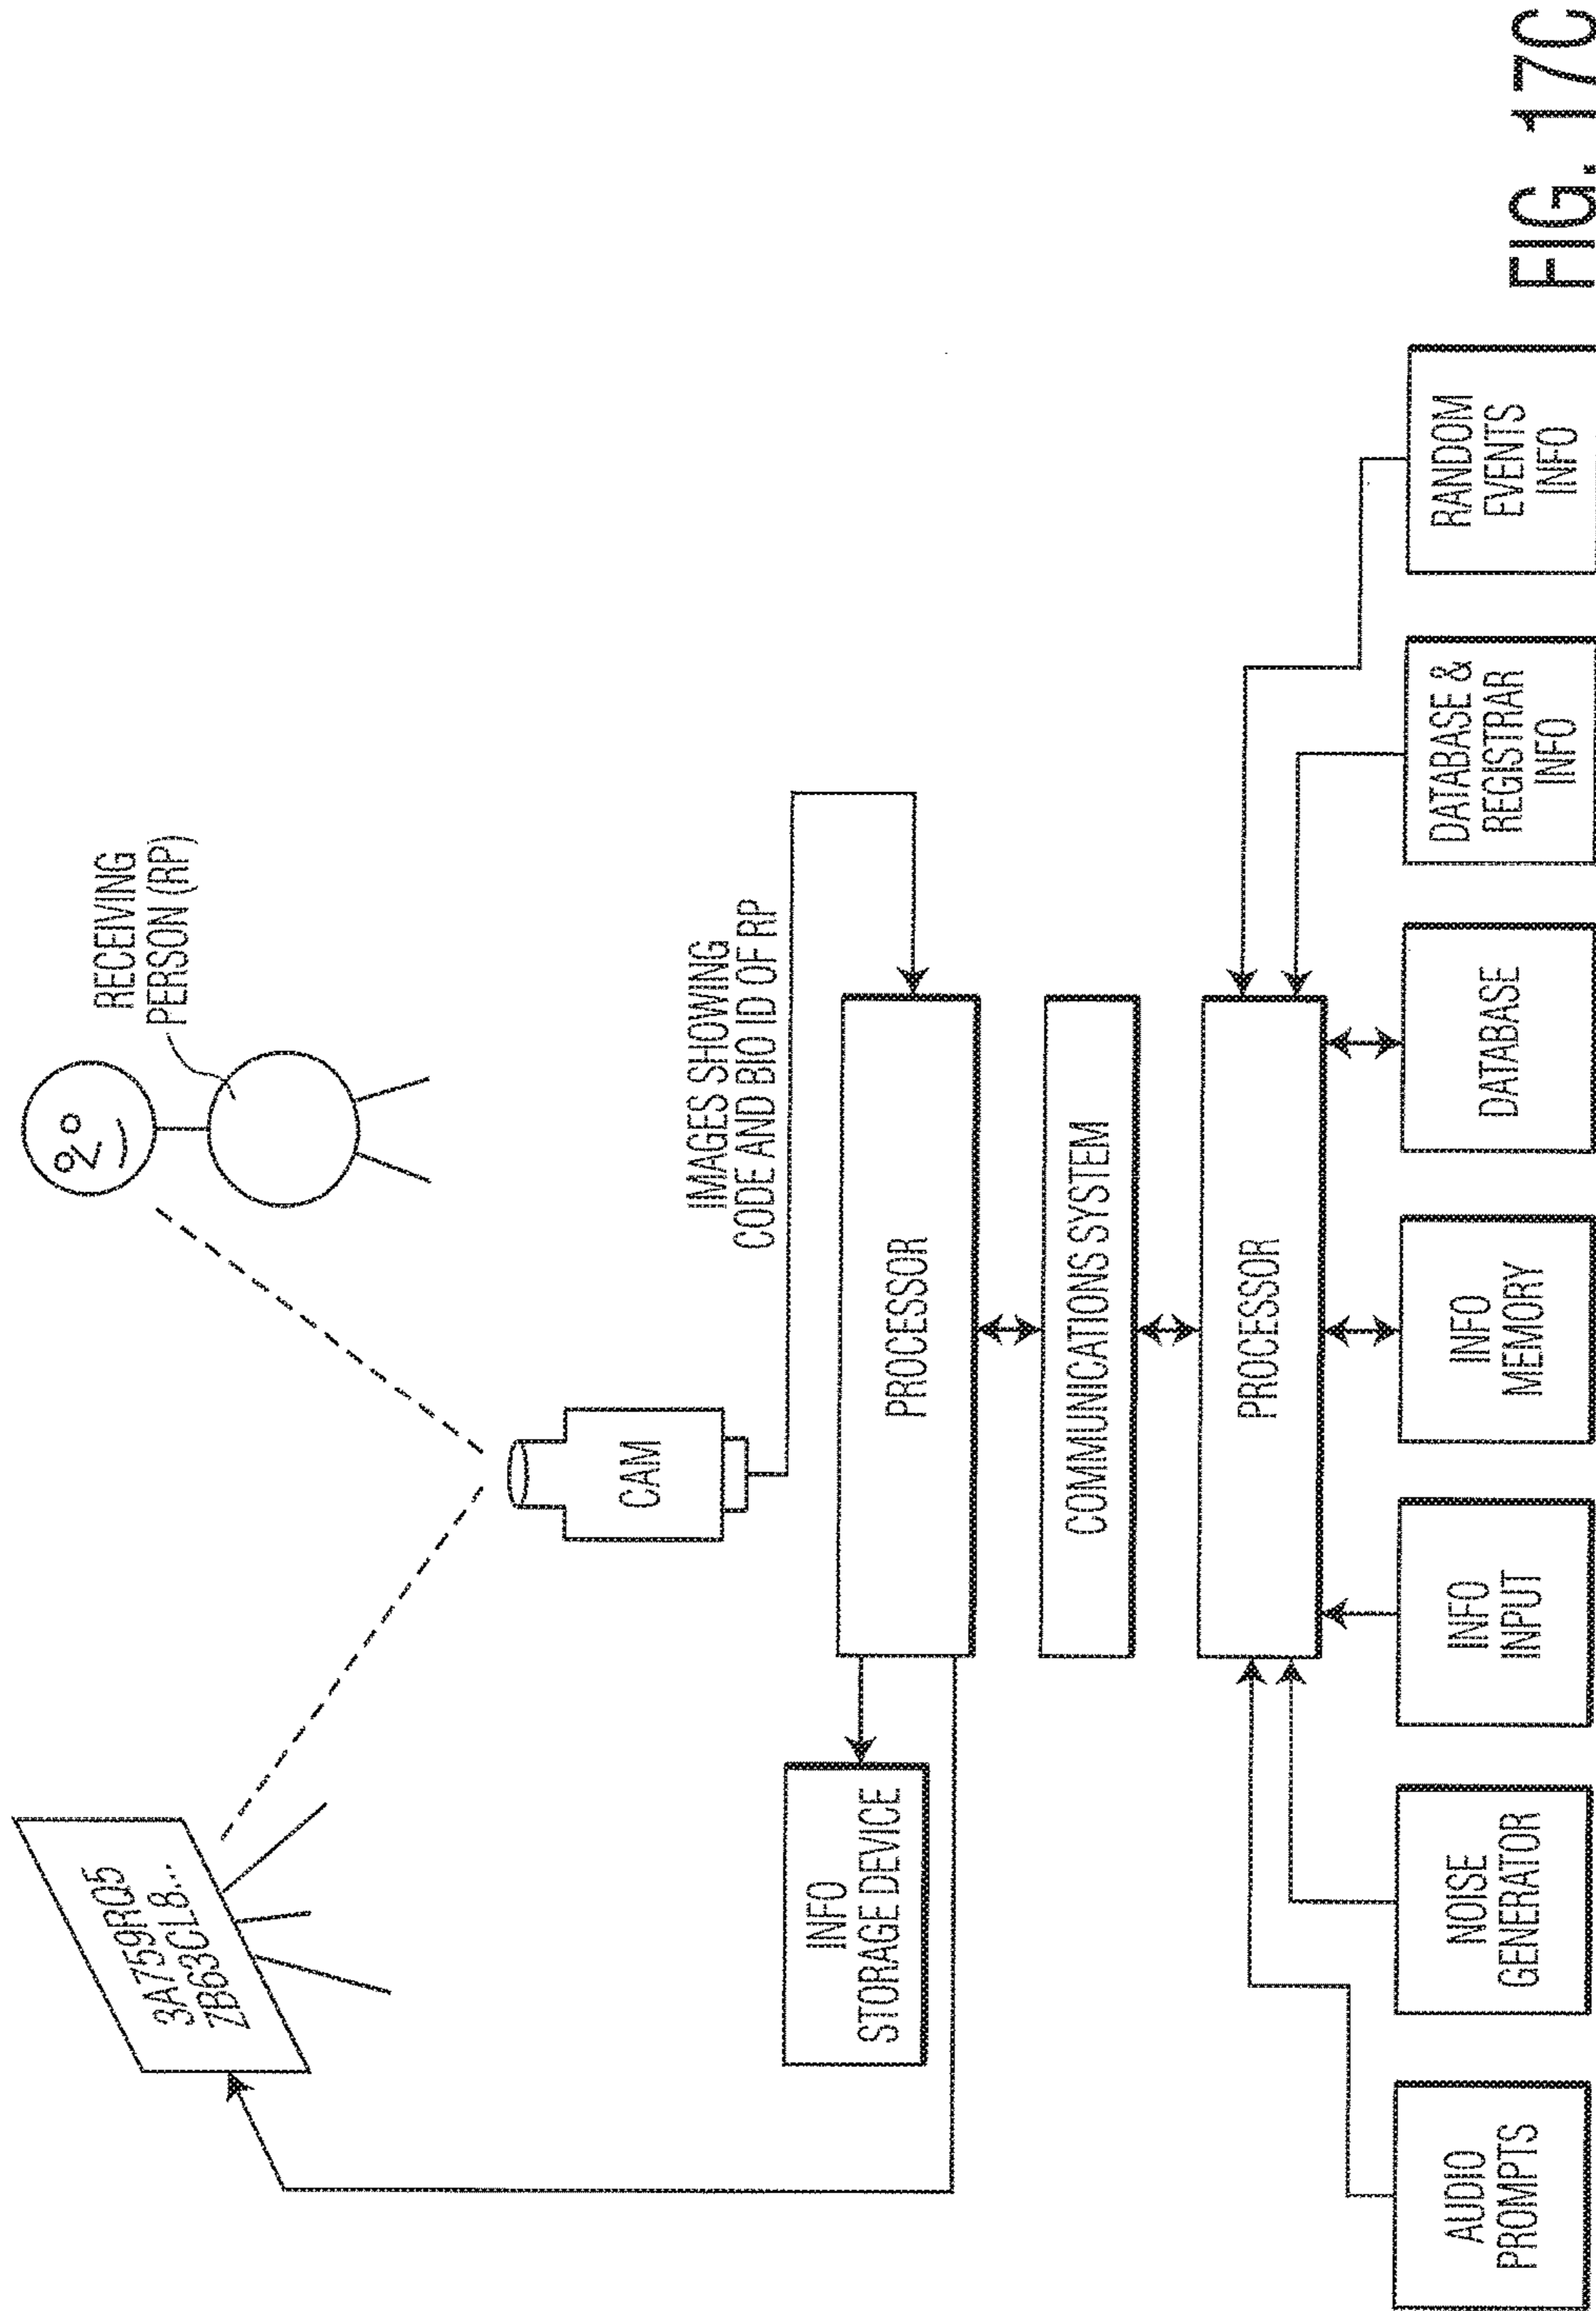 3A759RQ5
ZB63CL8...
RECEIVING
PERSON (RP)
CAM
IMAGES SHOWING
CODE AND BIO ID OF RP
INFO
STORAGE DEVICE
PROCESSOR
COMMUNICATIONS SYSTEM
PROCESSOR
AUDIO
PROMPTS
NOISE
GENERATOR
INFO
INPUT
INFO
MEMORY
DATABASE
DATABASE &
REGISTRAR
INFO
RANDOM
EVENTS
INFO
FIG. 17C